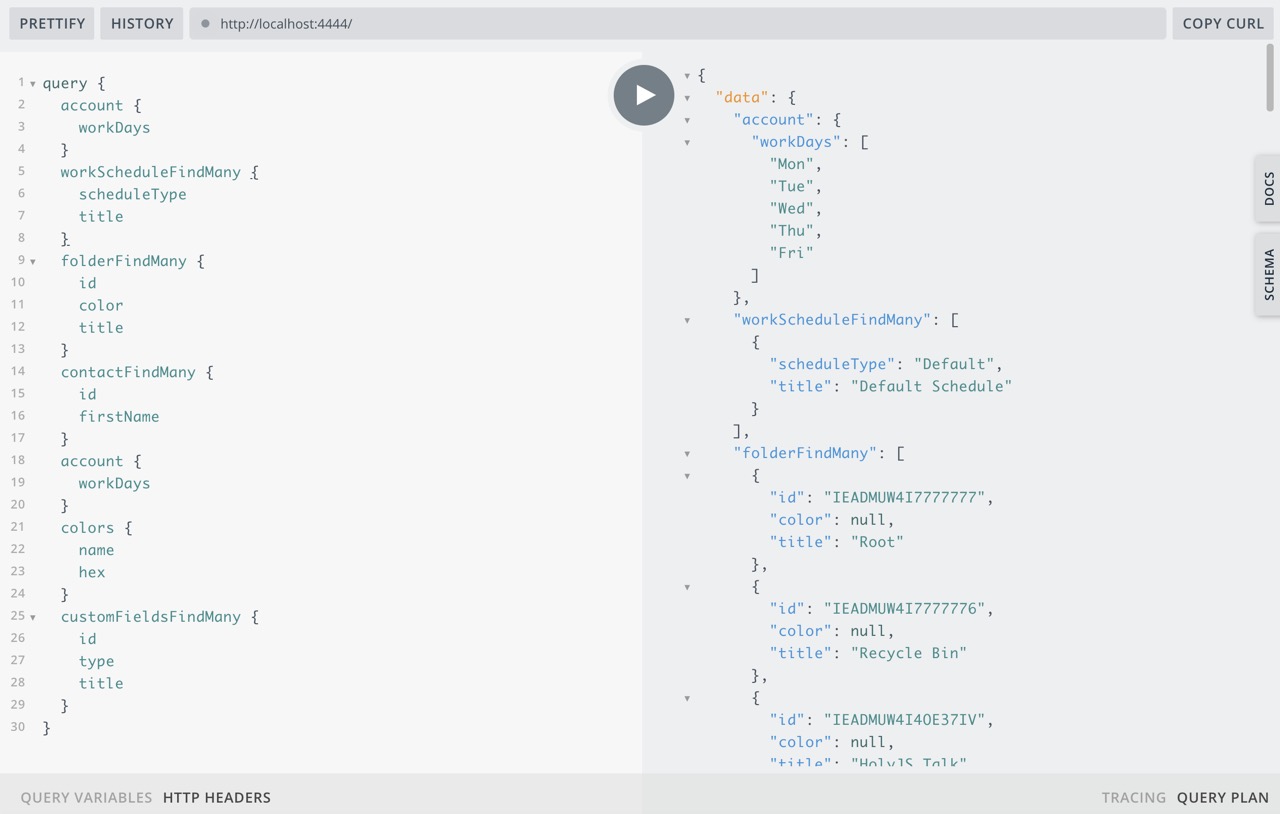 PRETTIFY HISTORY http://localhost:4444/ COPY CURL
1 query {
2 account {
3 workDays
4 }
5 workScheduleFindMany {
6 scheduleType
7 title
8 }
9 folderFindMany {
10 id
11 color
12 title
13 }
14 contactFindMany {
15 id
16 firstName
17 }
18 account {
19 workDays
20 }
21 colors {
22 name
23 hex
24 }
25 customFieldsFindMany {
26 id
27 type
28 title
29 }
30 }
{
"data": {
"account": {
"workDays": [
"Mon",
"Tue",
"Wed",
"Thu",
"Fri"
]
},
"workScheduleFindMany": [
{
"scheduleType": "Default",
"title": "Default Schedule"
}
],
"folderFindMany": [
{
"id": "IEADMUW4I7777777",
"color": null,
"title": "Root"
},
{
"id": "IEADMUW4I7777776",
"color": null,
"title": "Recycle Bin"
},
{
"id": "IEADMUW4I4OE37IV",
"color": null,
"title": "HolyJS Talk"
DOCS
SCHEMA
QUERY VARIABLES HTTP HEADERS
TRACING QUERY PLAN